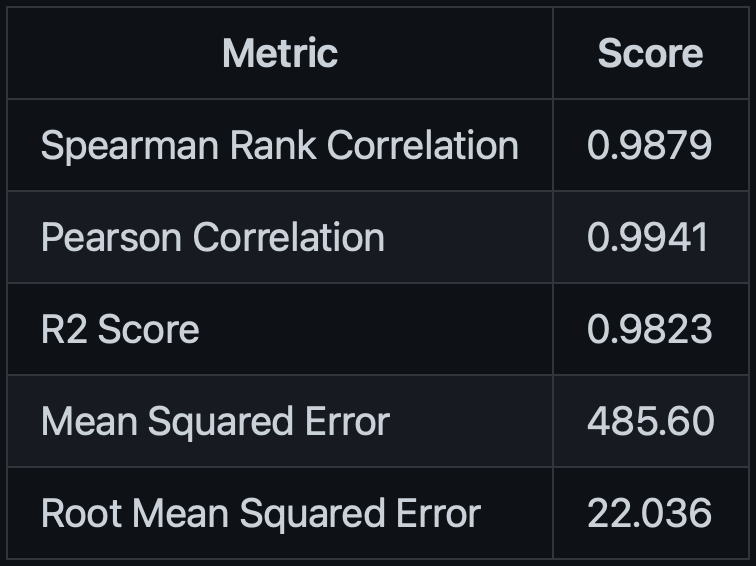 Metric Score
Spearman Rank Correlation 0.9879
Pearson Correlation 0.9941
R2 Score 0.9823
Mean Squared Error 485.60
Root Mean Squared Error 22.036